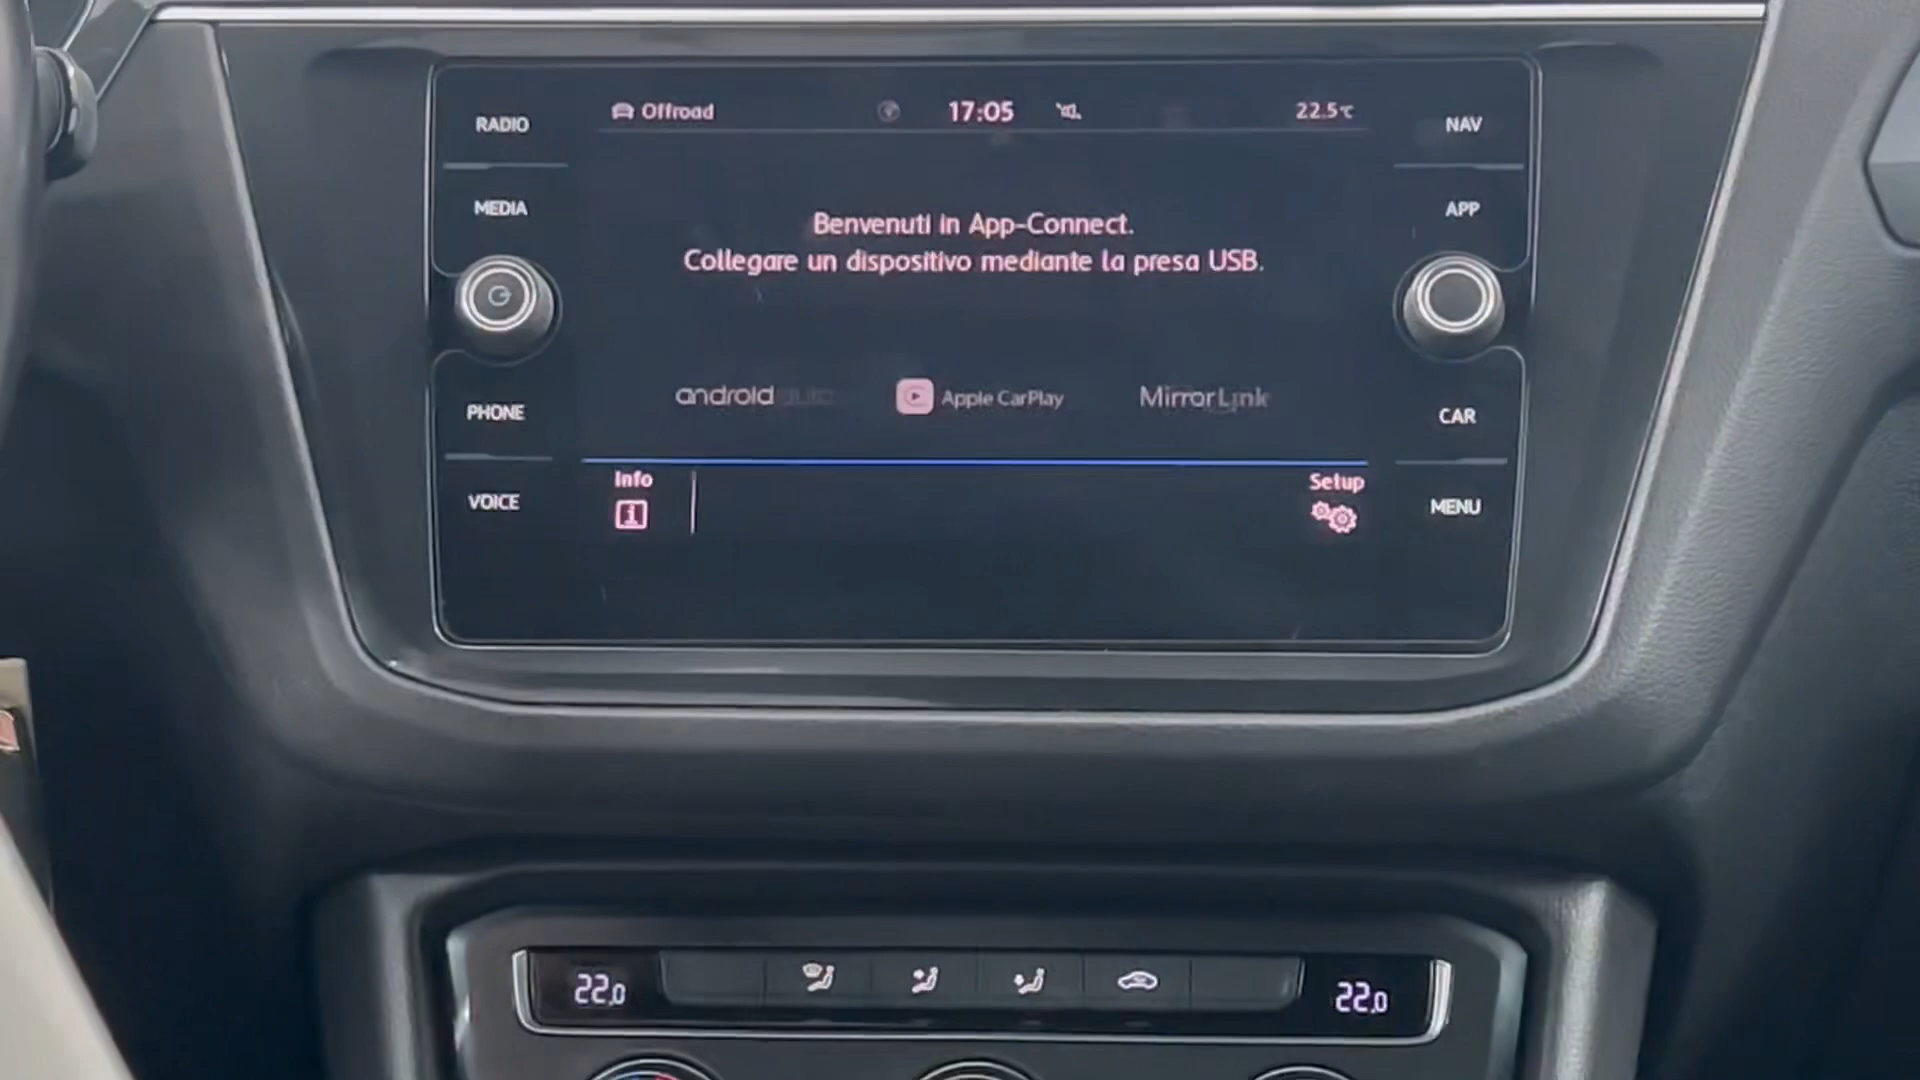 RADIO
MEDIA
PHONE
VOICE
Offroad
17:05
22.5°C
Benvenuti in App-Connect.
Collegare un dispositivo mediante la presa USB.
android auto
Apple CarPlay
MirrorLink
Info
Setup
NAV
APP
CAR
MENU
22.0
22.0